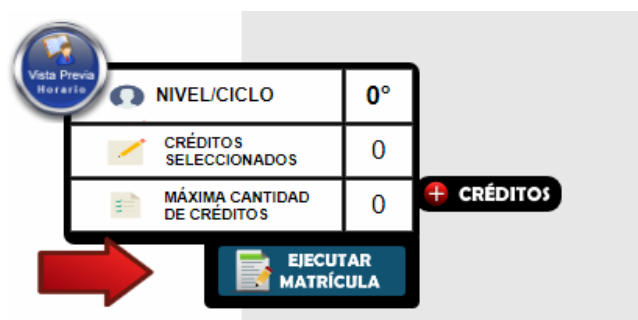 Vista Previa
Horario
NIVEL/CICLO
0°
CRÉDITOS
SELECCIONADOS
0
MÁXIMA CANTIDAD
DE CRÉDITOS
0
CRÉDITOS
EJECUTAR
MATRÍCULA